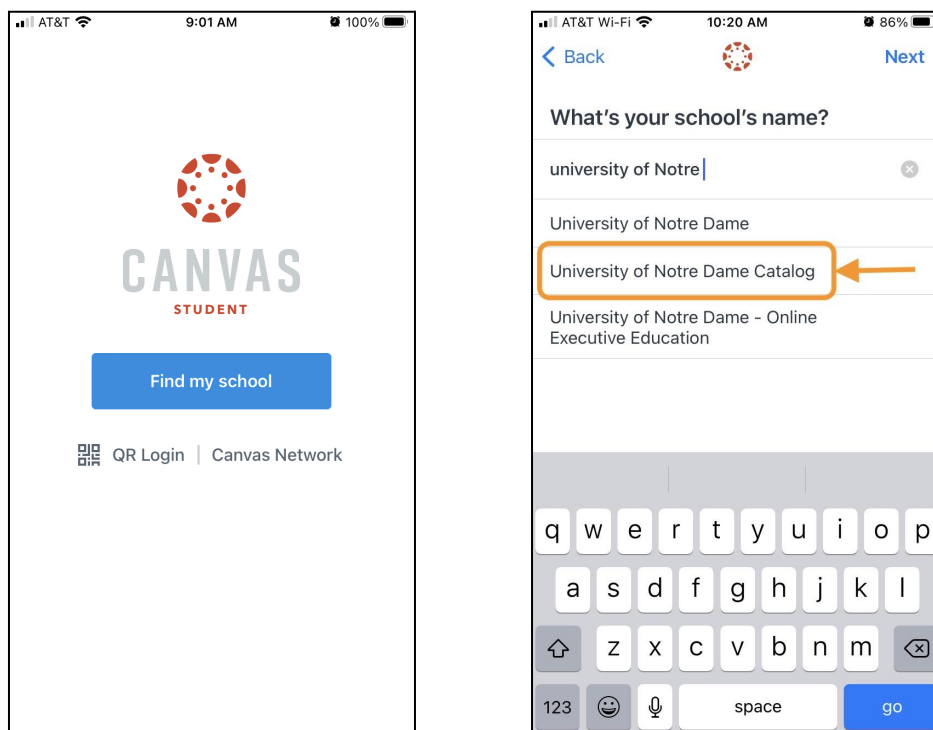 AT&T 9:01 AM 100%
CANVAS
STUDENT
Find my school
QR Login | Canvas Network
AT&T Wi-Fi 10:20 AM 86%
Back Next
What's your school's name?
university of Notre
University of Notre Dame
University of Notre Dame Catalog
University of Notre Dame - Online
Executive Education
q w e r t y u i o p
a s d f g h j k l
z x c v b n m
123 space go